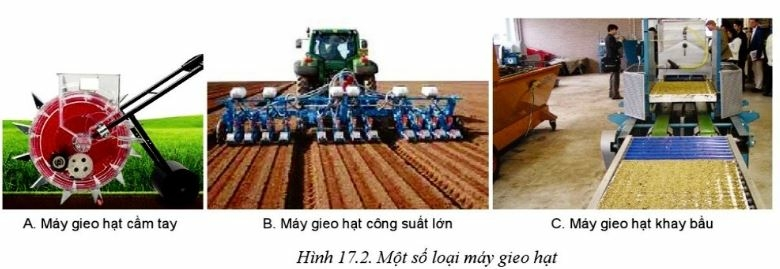 A. Máy gieo hạt cầm tay
B. Máy gieo hạt công suất lớn
C. Máy gieo hạt khay bầu
Hình 17.2. Một số loại máy gieo hạt